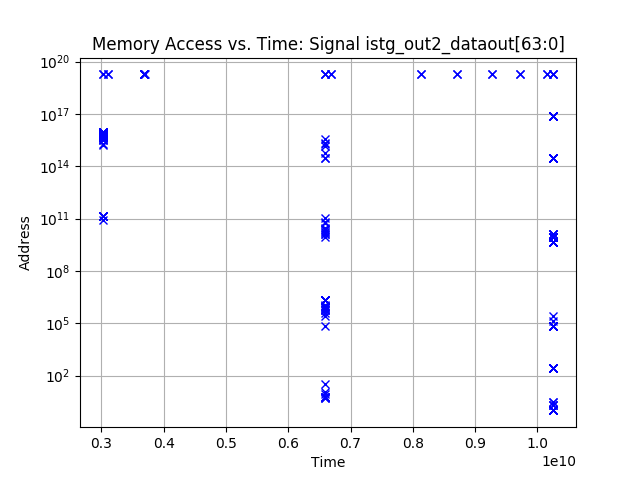 Memory Access vs. Time: Signal istg_out2_dataout[63:0]
10^20
10^17
10^14
10^11
10^8
10^5
10^2
Address
0.3 0.4 0.5 0.6 0.7 0.8 0.9 1.0
1e10
Time